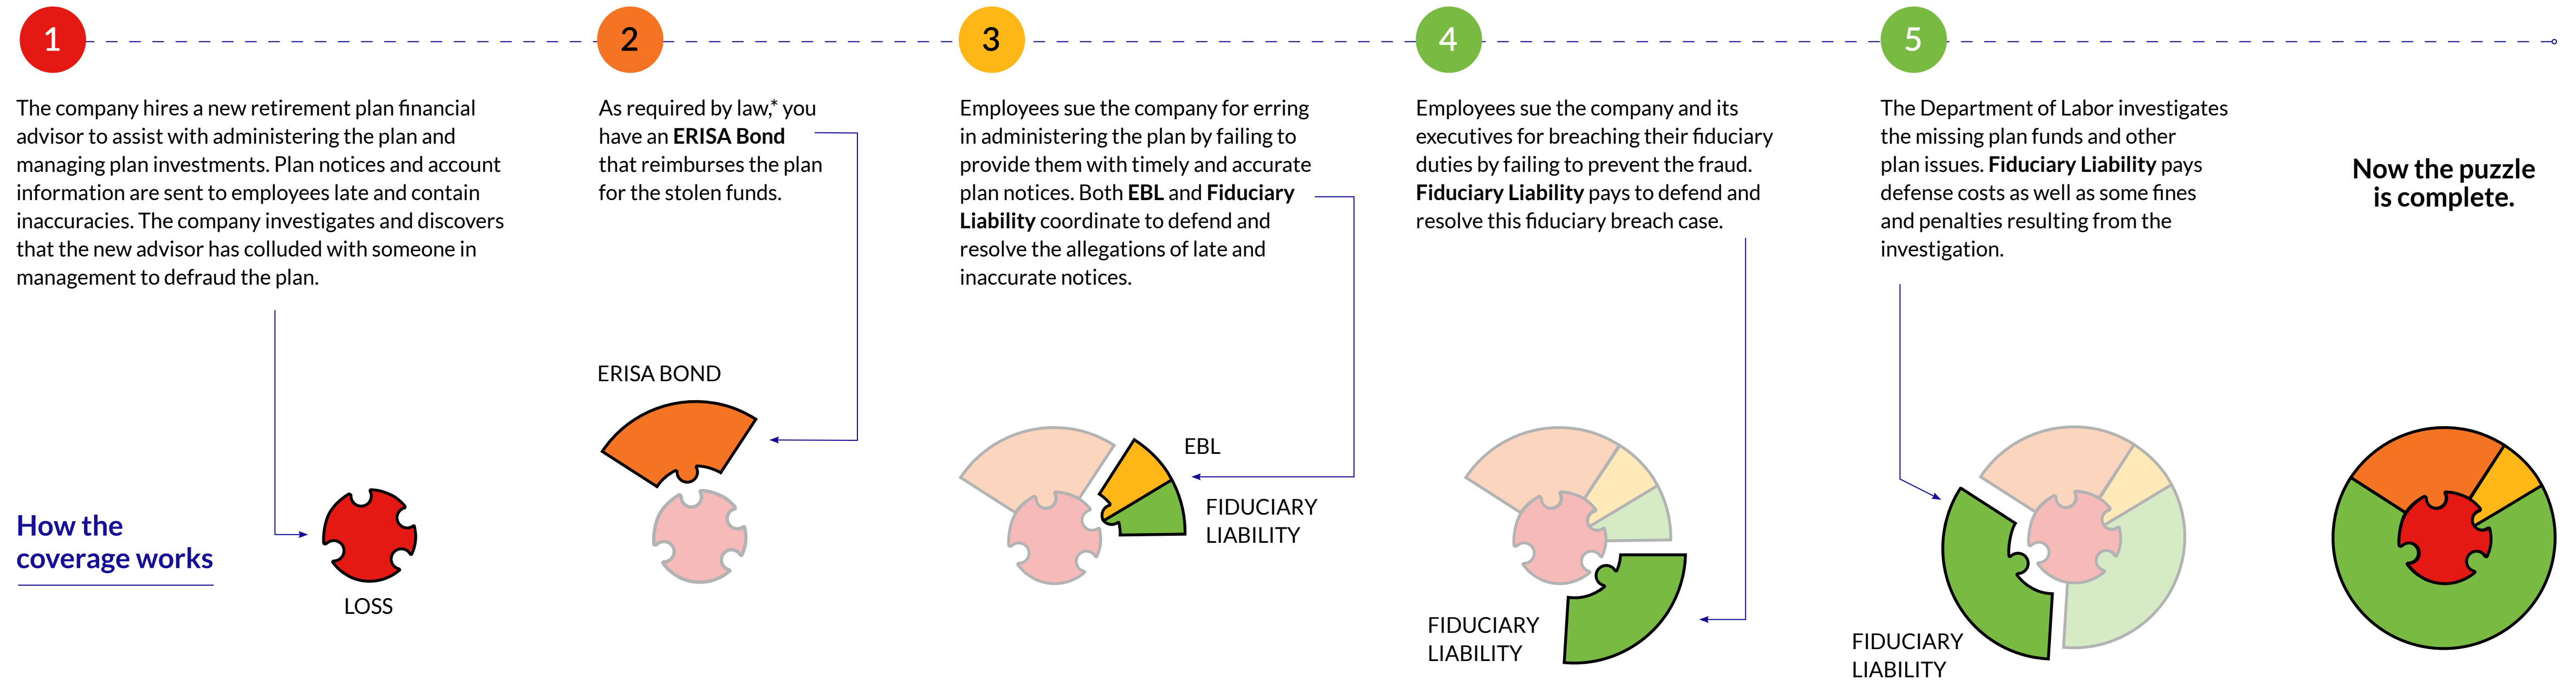 1
The company hires a new retirement plan financial
advisor to assist with administering the plan and
managing plan investments. Plan notices and account
information are sent to employees late and contain
inaccuracies. The company investigates and discovers
that the new advisor has colluded with someone in
management to defraud the plan.
LOSS
How the
coverage works
2
As required by law,* you
have an ERISA Bond
that reimburses the plan
for the stolen funds.
ERISA BOND
3
Employees sue the company for erring
in administering the plan by failing to
provide them with timely and accurate
plan notices. Both EBL and Fiduciary
Liability coordinate to defend and
resolve the allegations of late and
inaccurate notices.
EBL
FIDUCIARY
LIABILITY
4
Employees sue the company and its
executives for breaching their fiduciary
duties by failing to prevent the fraud.
Fiduciary Liability pays to defend and
resolve this fiduciary breach case.
FIDUCIARY
LIABILITY
5
The Department of Labor investigates
the missing plan funds and other
plan issues. Fiduciary Liability pays
defense costs as well as some fines
and penalties resulting from the
investigation.
FIDUCIARY
LIABILITY
Now the puzzle
is complete.